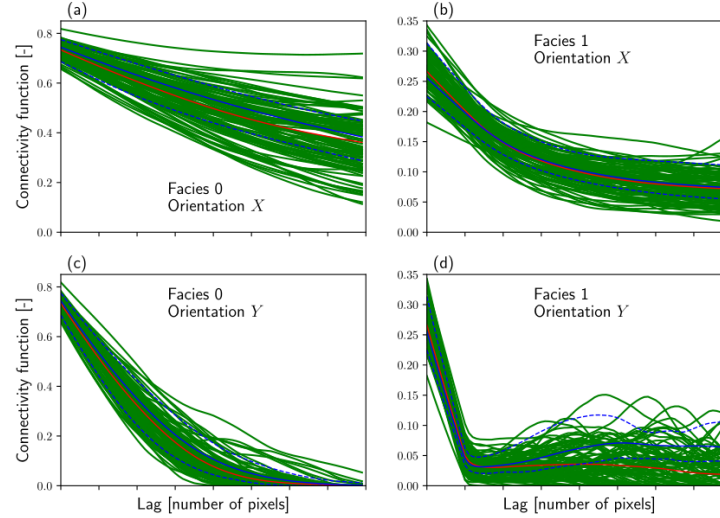 (a)
(b)
Connectivity function [-]
0.8
0.6
0.4
0.2
0.0
Facies 0
Orientation X
0.35
0.30
0.25
0.20
0.15
0.10
0.05
0.00
Facies 1
Orientation X
(c)
(d)
Connectivity function [-]
0.8
0.6
0.4
0.2
0.0
Facies 0
Orientation Y
Lag [number of pixels]
0.35
0.30
0.25
0.20
0.15
0.10
0.05
0.00
Facies 1
Orientation Y
Lag [number of pixels]